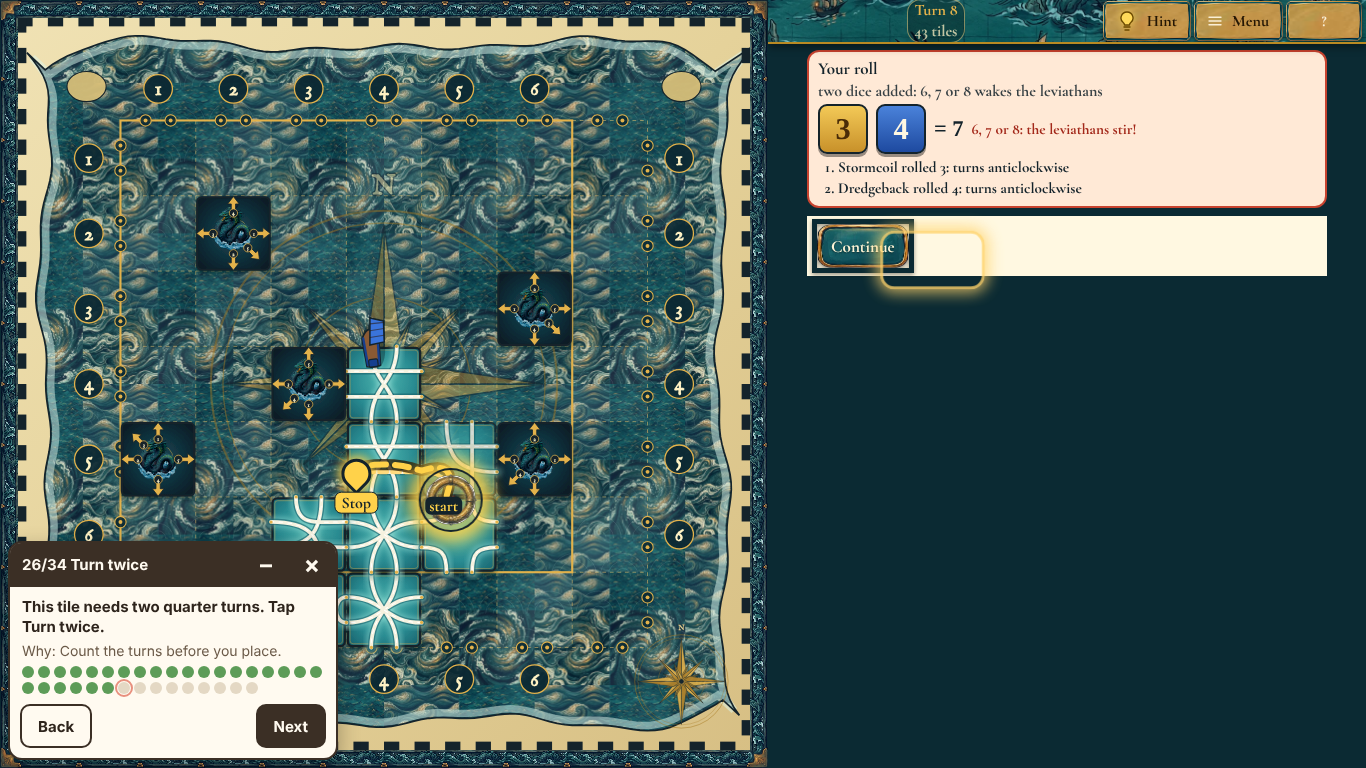 Turn 8
43 tiles
Hint
Menu
?
Your roll
two dice added: 6, 7 or 8 wakes the leviathans
3 4 = 7 6, 7 or 8: the leviathans stir!
1. Stormcoil rolled 3: turns anticlockwise
2. Dredgeback rolled 4: turns anticlockwise
Continue
1 2 3 4 5 6
N
1 1
2 2
3 3
4 4
5 5
Stop
start
6 6
N
4 5 6
26/34 Turn twice
This tile needs two quarter turns. Tap
Turn twice.
Why: Count the turns before you place.
Back
Next